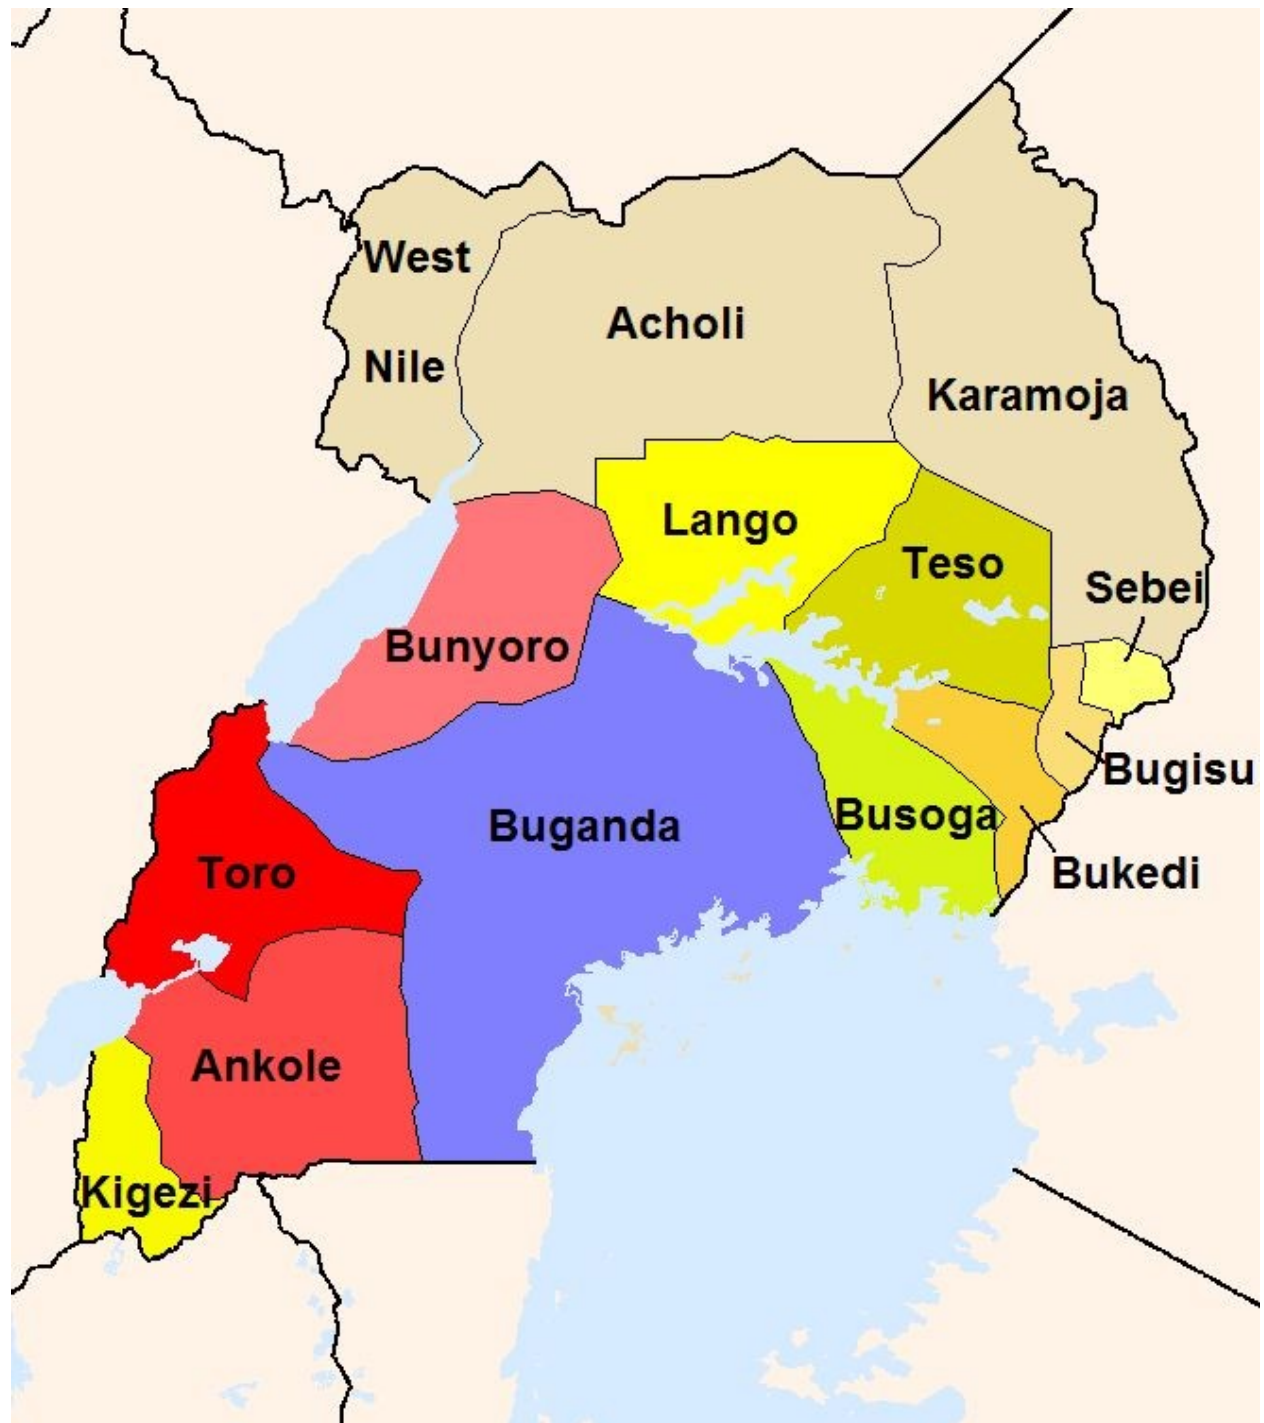 West
Nile
Acholi
Karamoja
Lango
Teso
Sebei
Bunyoro
Bugisu
Buganda
Busoga
Toro
Bukedi
Ankole
Kigezi